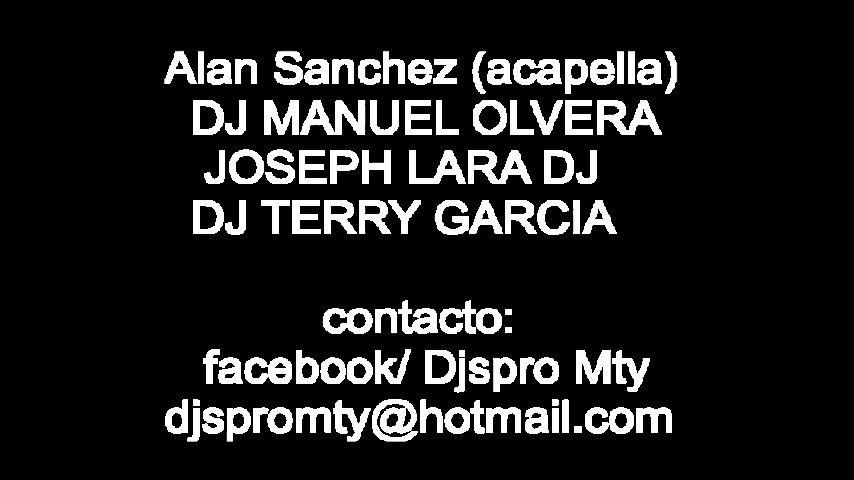 Alan Sanchez (acapella)
DJ MANUEL OLVERA
JOSEPH LARA DJ
DJ TERRY GARCIA
contacto:
facebook/ Djspro Mty
djspromty@hotmail.com